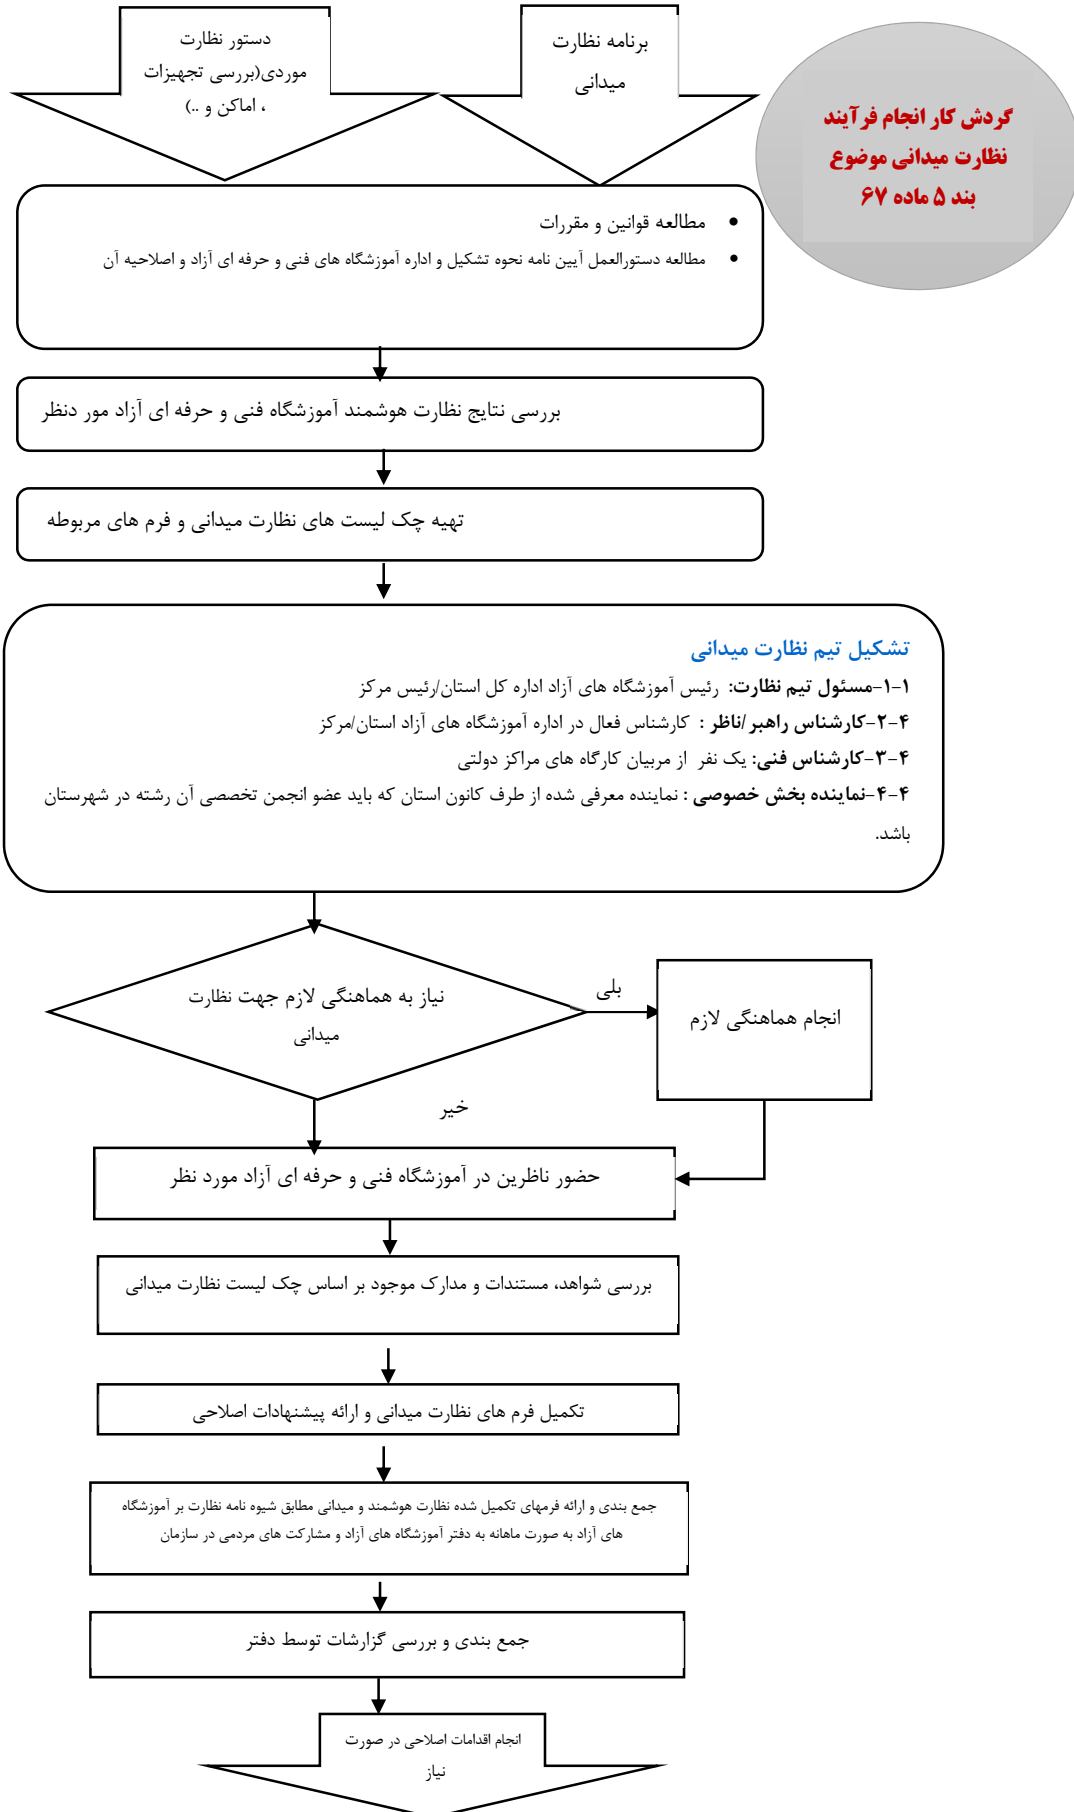 گردش کار انجام فرآیند
نظارت میدانی موضوع
بند ۵ ماده ۶۷
برنامه نظارت
میدانی
دستور نظارت
موردی(بررسی تجهیزات
، اماکن و ..)
• مطالعه قوانین و مقررات
• مطالعه دستورالعمل آیین نامه نحوه تشکیل و اداره آموزشگاه های فنی و حرفه ای آزاد و اصلاحیه آن
بررسی نتایج نظارت هوشمند آموزشگاه فنی و حرفه ای آزاد مور دنظر
تهیه چک لیست های نظارت میدانی و فرم های مربوطه
تشکیل تیم نظارت میدانی
۱-۱-مسئول تیم نظارت: رئیس آموزشگاه های آزاد اداره کل استان/رئیس مرکز
۲-۴-کارشناس راهبر/ناظر : کارشناس فعال در اداره آموزشگاه های آزاد استان/مرکز
۳-۴-کارشناس فنی: یک نفر از مربیان کارگاه های مراکز دولتی
۴-۴-نماینده بخش خصوصی : نماینده معرفی شده از طرف کانون استان که باید عضو انجمن تخصصی آن رشته در شهرستان
باشد.
نیاز به هماهنگی لازم جهت نظارت
میدانی
بلی
انجام هماهنگی لازم
خیر
حضور ناظرین در آموزشگاه فنی و حرفه ای آزاد مورد نظر
بررسی شواهد، مستندات و مدارک موجود بر اساس چک لیست نظارت میدانی
تکمیل فرم های نظارت میدانی و ارائه پیشنهادات اصلاحی
جمع بندی و ارائه فرمهای تکمیل شده نظارت هوشمند و میدانی مطابق شیوه نامه نظارت بر آموزشگاه
های آزاد به صورت ماهانه به دفتر آموزشگاه های آزاد و مشارکت های مردمی در سازمان
جمع بندی و بررسی گزارشات توسط دفتر
انجام اقدامات اصلاحی در صورت
نیاز